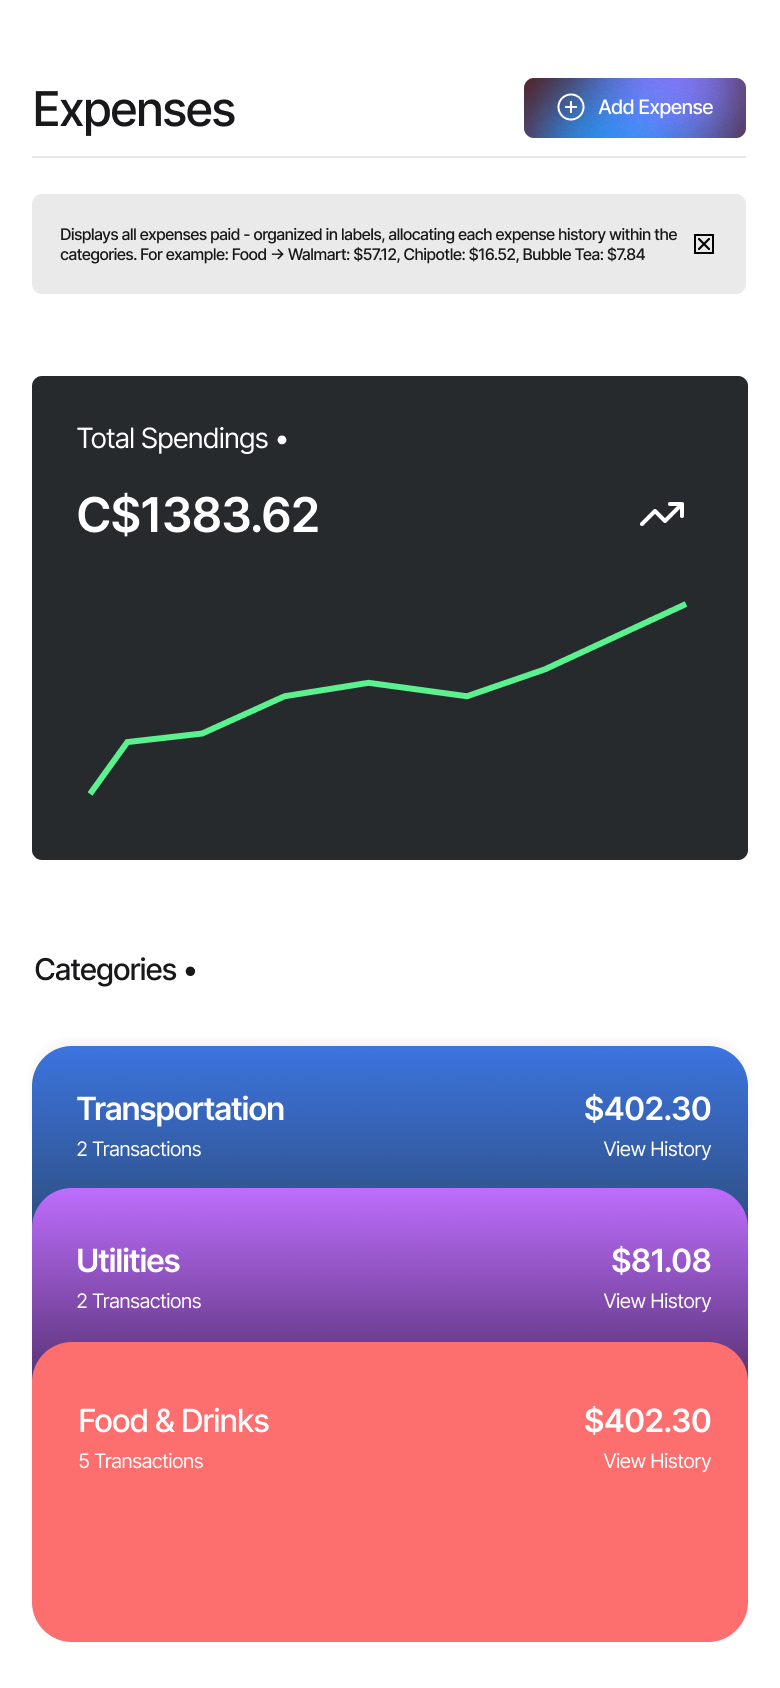 Expenses
Add Expense
Displays all expenses paid - organized in labels, allocating each expense history within the
categories. For example: Food → Walmart: $57.12, Chipotle: $16.52, Bubble Tea: $7.84
Total Spendings •
C$1383.62
Categories •
Transportation
$402.30
2 Transactions
View History
Utilities
$81.08
2 Transactions
View History
Food & Drinks
$402.30
5 Transactions
View History